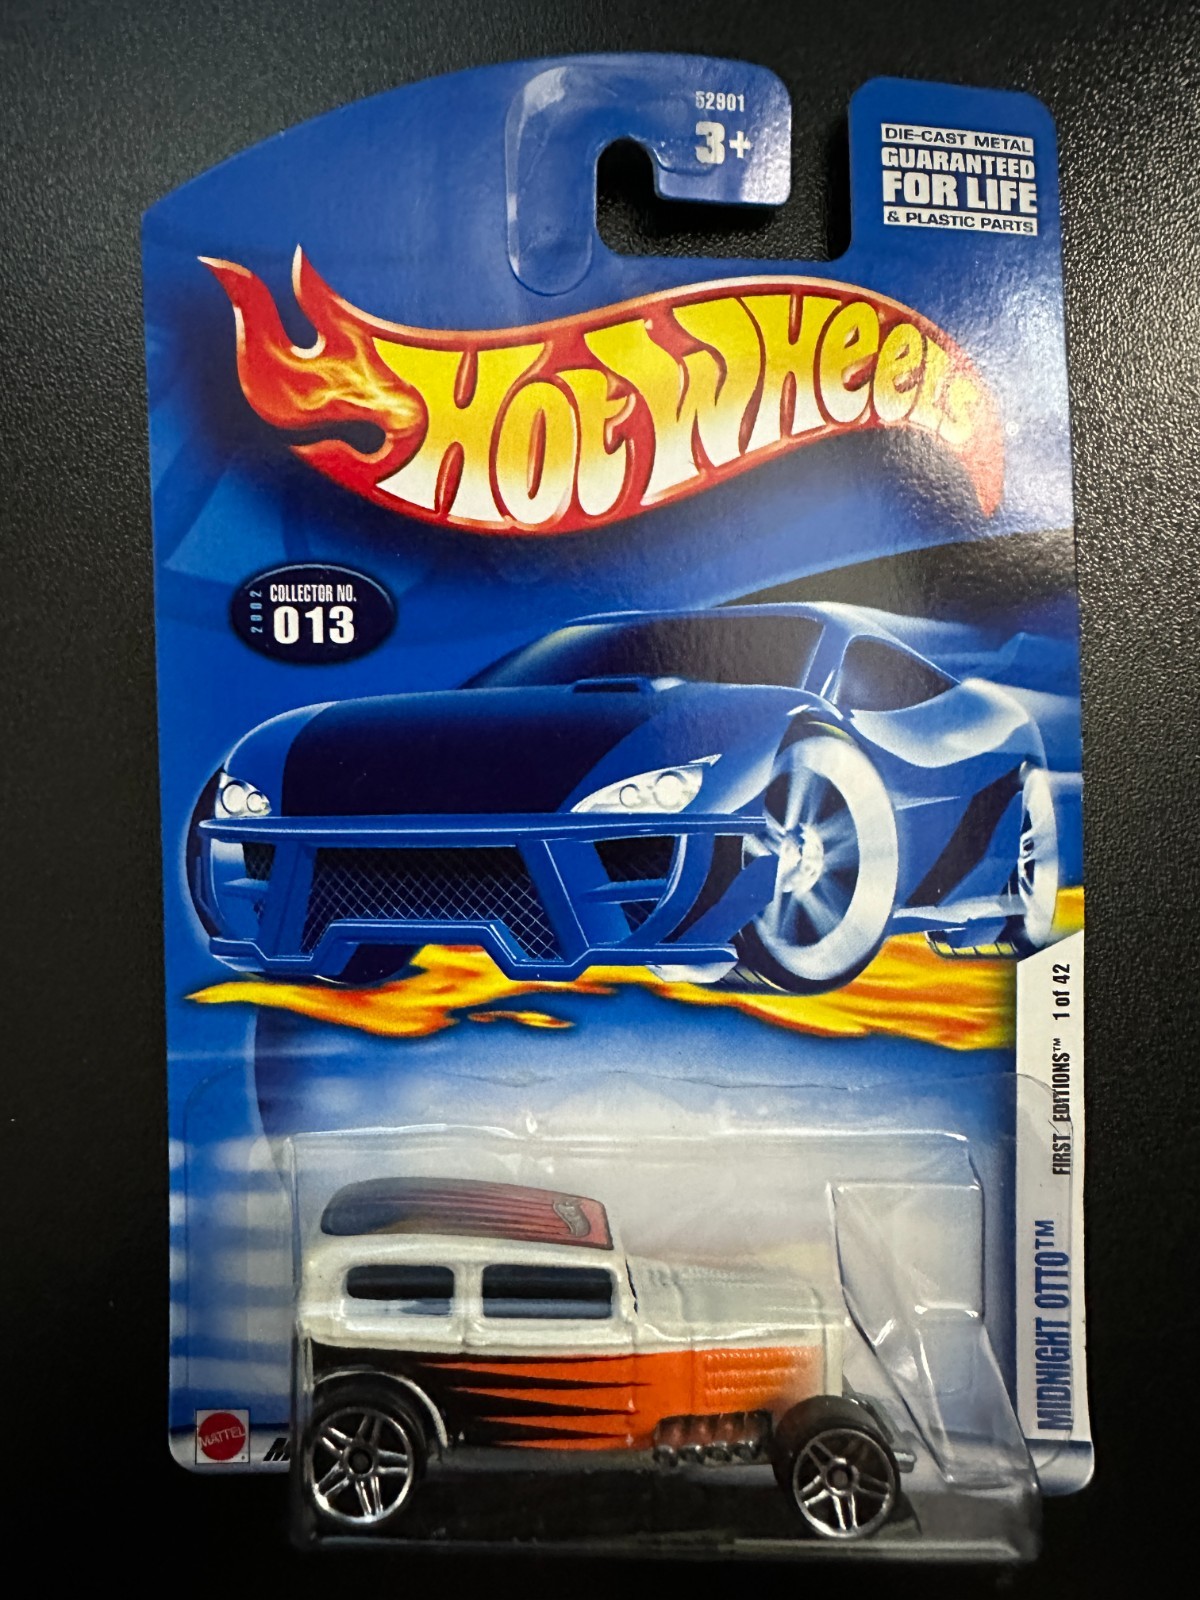 52901
3+
DIE-CAST METAL
GUARANTEED
FOR LIFE
& PLASTIC PARTS
HOT WHEELS
2002
COLLECTOR NO.
013
FIRST EDITIONS™ 1 of 42
MIDNIGHT OTTO™
MATTEL